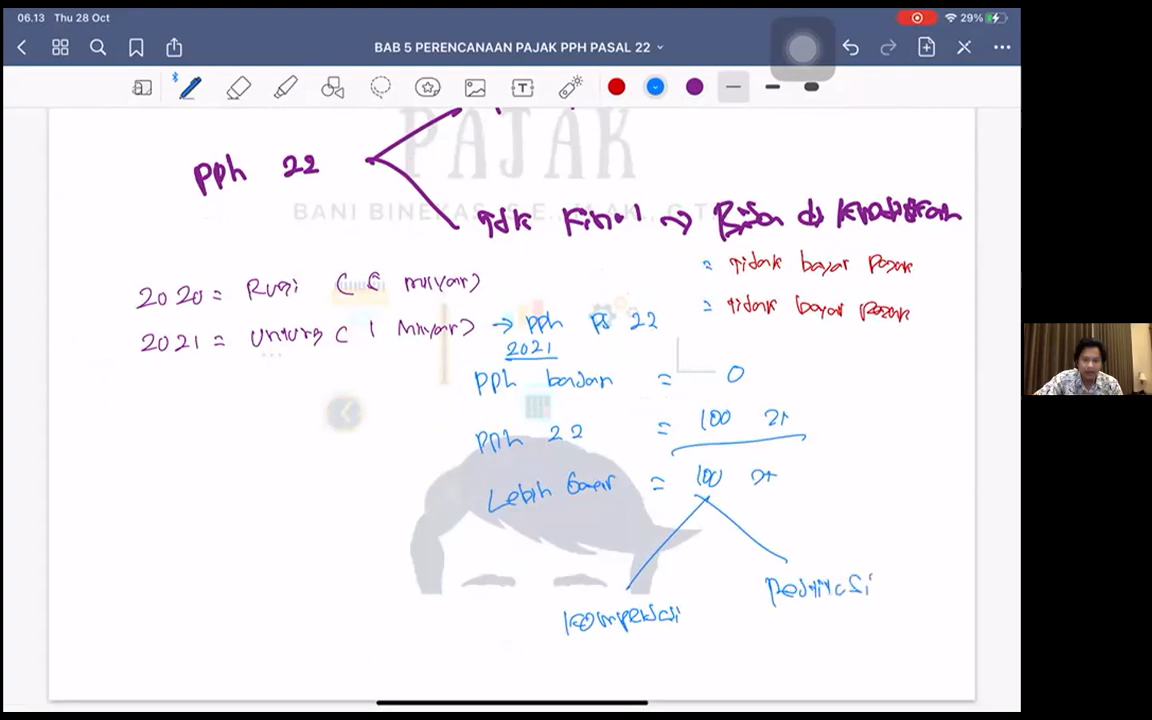 06.13 Thu 28 Oct
29%
BAB 5 PERENCANAAN PAJAK PPH PASAL 22
PAJAK
BANI BINEKAS, S.E., M.AK., C.T
PPh 22
Tdk Final → Bisa di kreditkan
2020 = Rugi ( 6 milyar)
= tidak bayar pajak
2021 = Untung ( 1 Milyar) → PPh Ps 22
= tidak bayar pajak
2021
PPh badan = 0
PPh 22 = 100 Jt
Lebih bayar = 100 Jt
kompensasi
Restitusi